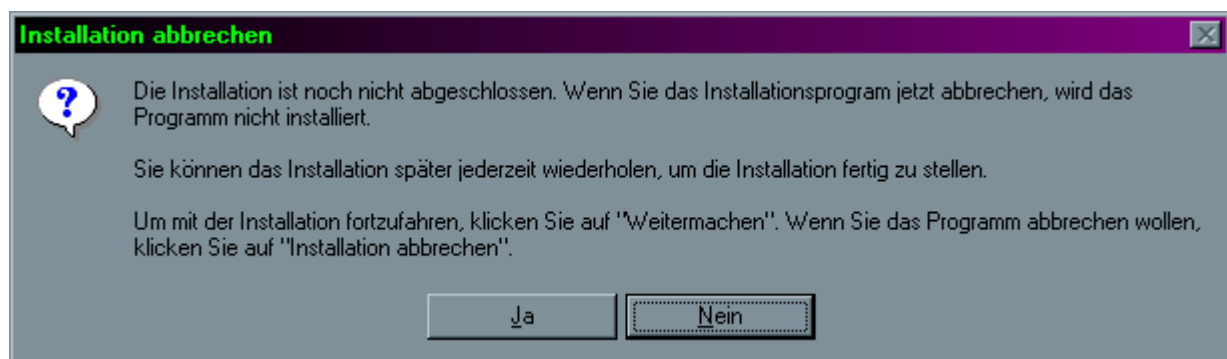 Installation abbrechen
Die Installation ist noch nicht abgeschlossen. Wenn Sie das Installationsprogram jetzt abbrechen, wird das
Programm nicht installiert.
Sie können das Installation später jederzeit wiederholen, um die Installation fertig zu stellen.
Um mit der Installation fortzufahren, klicken Sie auf "Weitermachen". Wenn Sie das Programm abbrechen wollen,
klicken Sie auf "Installation abbrechen".
Ja
Nein